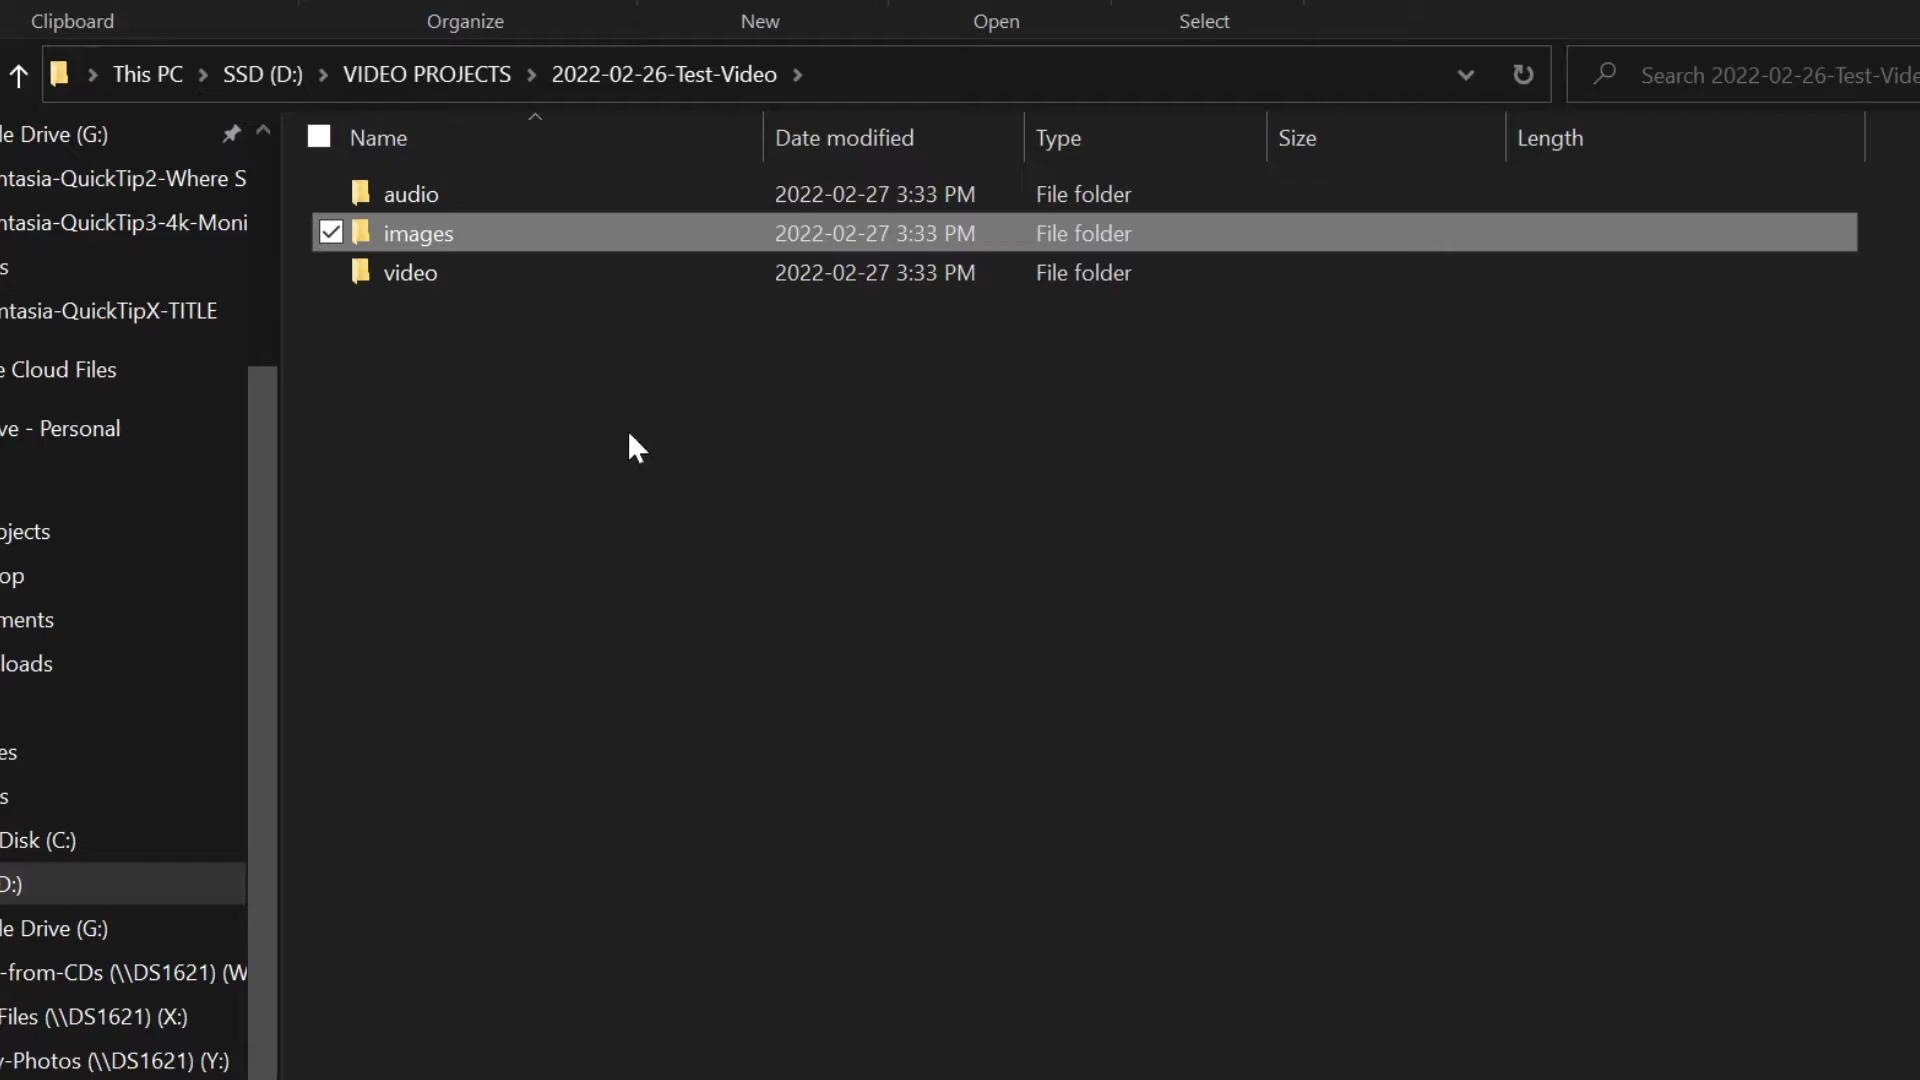 Clipboard Organize New Open Select
This PC SSD (D:) VIDEO PROJECTS 2022-02-26-Test-Video Search 2022-02-26-Test-Vide
le Drive (G:)
ntasia-QuickTip2-Where S
ntasia-QuickTip3-4k-Moni
s
ntasia-QuickTipX-TITLE
e Cloud Files
ve - Personal
ojects
op
ments
loads
es
s
Disk (C:)
D:)
le Drive (G:)
-from-CDs (\\DS1621) (W
Files (\\DS1621) (X:)
y-Photos (\\DS1621) (Y:)
Name Date modified Type Size Length
audio 2022-02-27 3:33 PM File folder
images 2022-02-27 3:33 PM File folder
video 2022-02-27 3:33 PM File folder